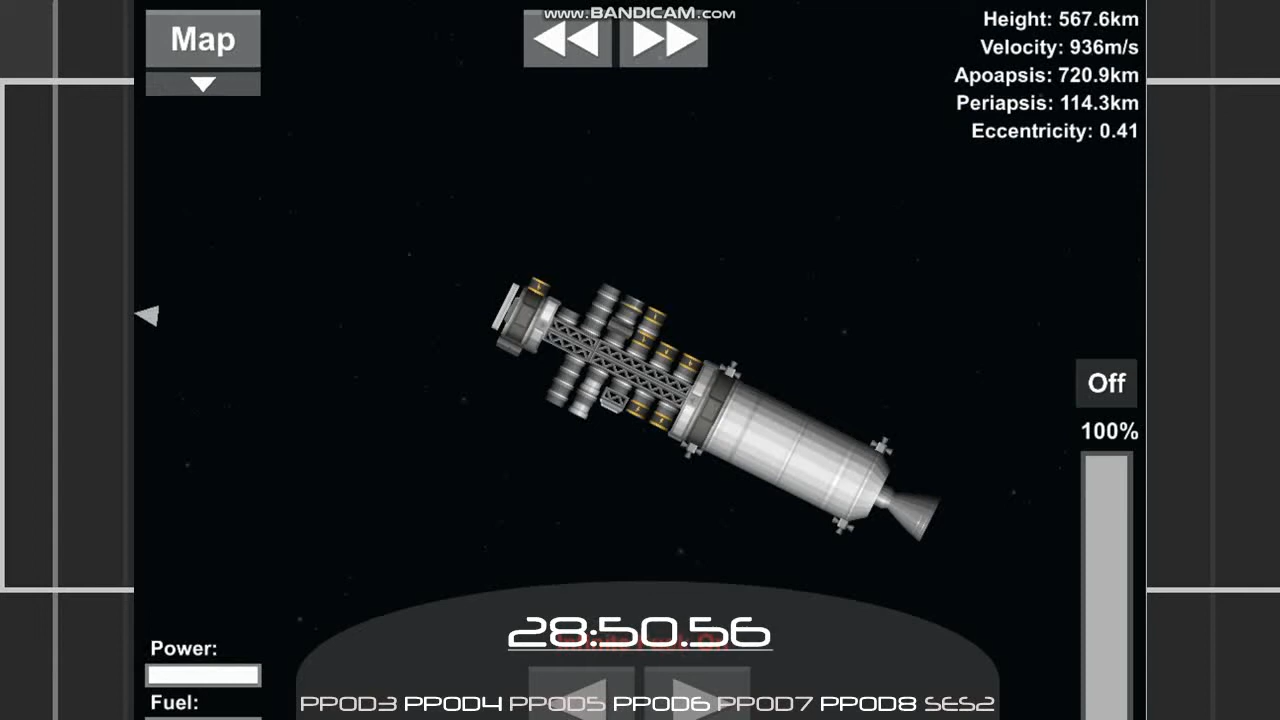 www.BANDICAM.com
Map
Height: 567.6km
Velocity: 936m/s
Apoapsis: 720.9km
Periapsis: 114.3km
Eccentricity: 0.41
Off
100%
28:50.56
Power:
Fuel:
PPOD3 PPOD4 PPOD5 PPOD6 PPOD7 PPOD8 SES2